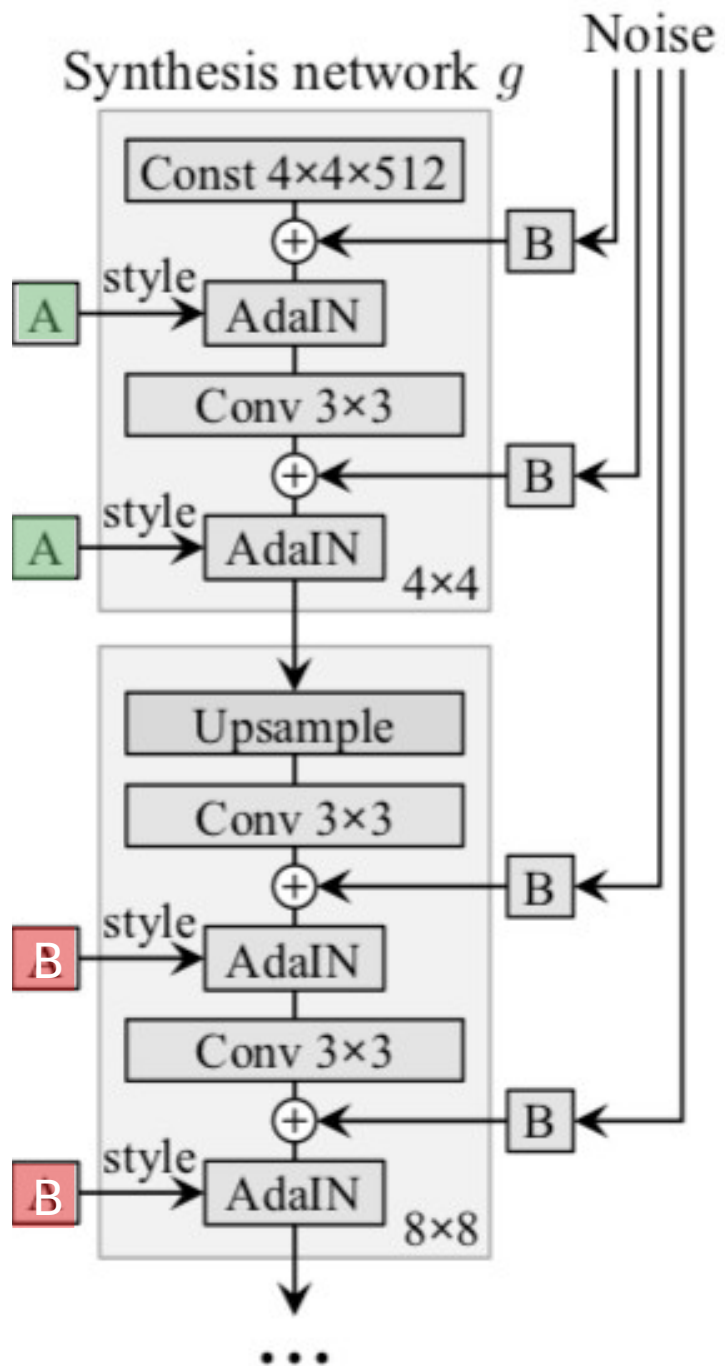 Noise
Synthesis network g
Const 4×4×512
+
B
style
A
AdaIN
Conv 3×3
+
B
style
A
AdaIN
4×4
Upsample
Conv 3×3
+
B
style
B
AdaIN
Conv 3×3
+
B
style
B
AdaIN
8×8
...